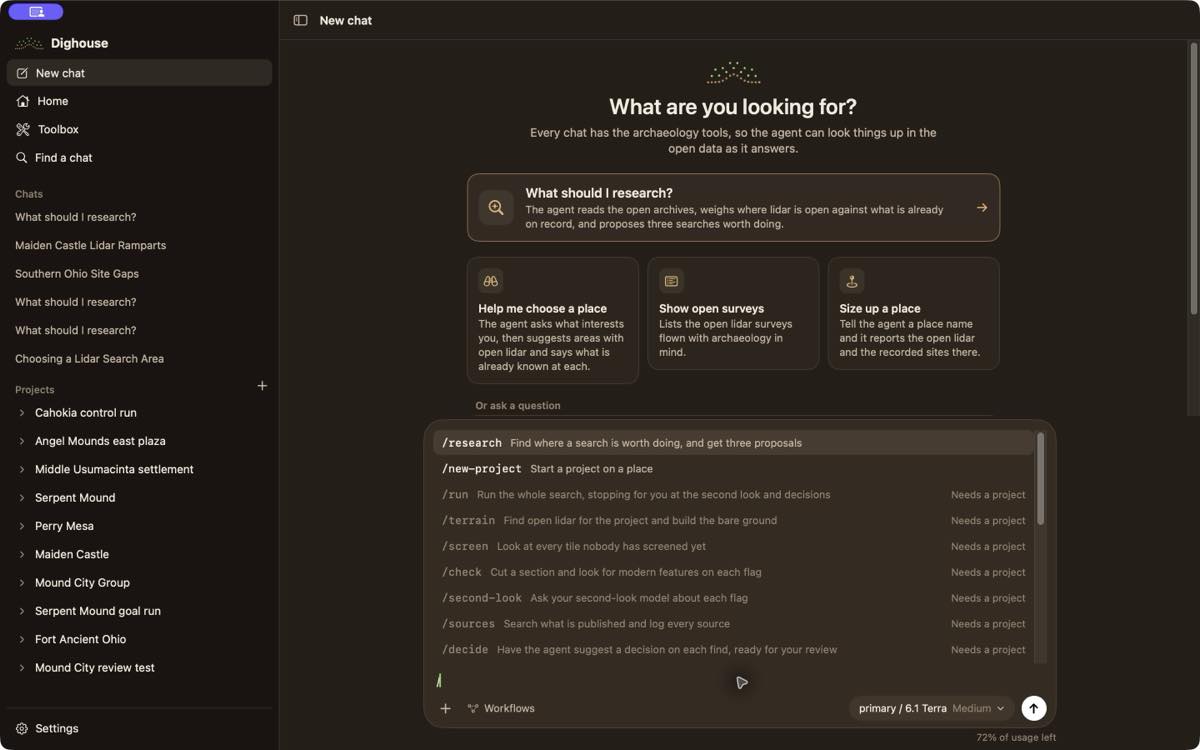 Dighouse
New chat
Home
Toolbox
Find a chat
Chats
What should I research?
Maiden Castle Lidar Ramparts
Southern Ohio Site Gaps
What should I research?
What should I research?
Choosing a Lidar Search Area
Projects
Cahokia control run
Angel Mounds east plaza
Middle Usumacinta settlement
Serpent Mound
Perry Mesa
Maiden Castle
Mound City Group
Serpent Mound goal run
Fort Ancient Ohio
Mound City review test
Settings
New chat
What are you looking for?
Every chat has the archaeology tools, so the agent can look things up in the
open data as it answers.
What should I research?
The agent reads the open archives, weighs where lidar is open against what is already
on record, and proposes three searches worth doing.
Help me choose a place
The agent asks what interests
you, then suggests areas with
open lidar and says what is
already known at each.
Show open surveys
Lists the open lidar surveys
flown with archaeology in
mind.
Size up a place
Tell the agent a place name
and it reports the open lidar
and the recorded sites there.
Or ask a question
/research Find where a search is worth doing, and get three proposals
/new-project Start a project on a place
/run Run the whole search, stopping for you at the second look and decisions Needs a project
/terrain Find open lidar for the project and build the bare ground Needs a project
/screen Look at every tile nobody has screened yet Needs a project
/check Cut a section and look for modern features on each flag Needs a project
/second-look Ask your second-look model about each flag Needs a project
/sources Search what is published and log every source Needs a project
/decide Have the agent suggest a decision on each find, ready for your review Needs a project
/
Workflows
primary / 6.1 Terra Medium
72% of usage left